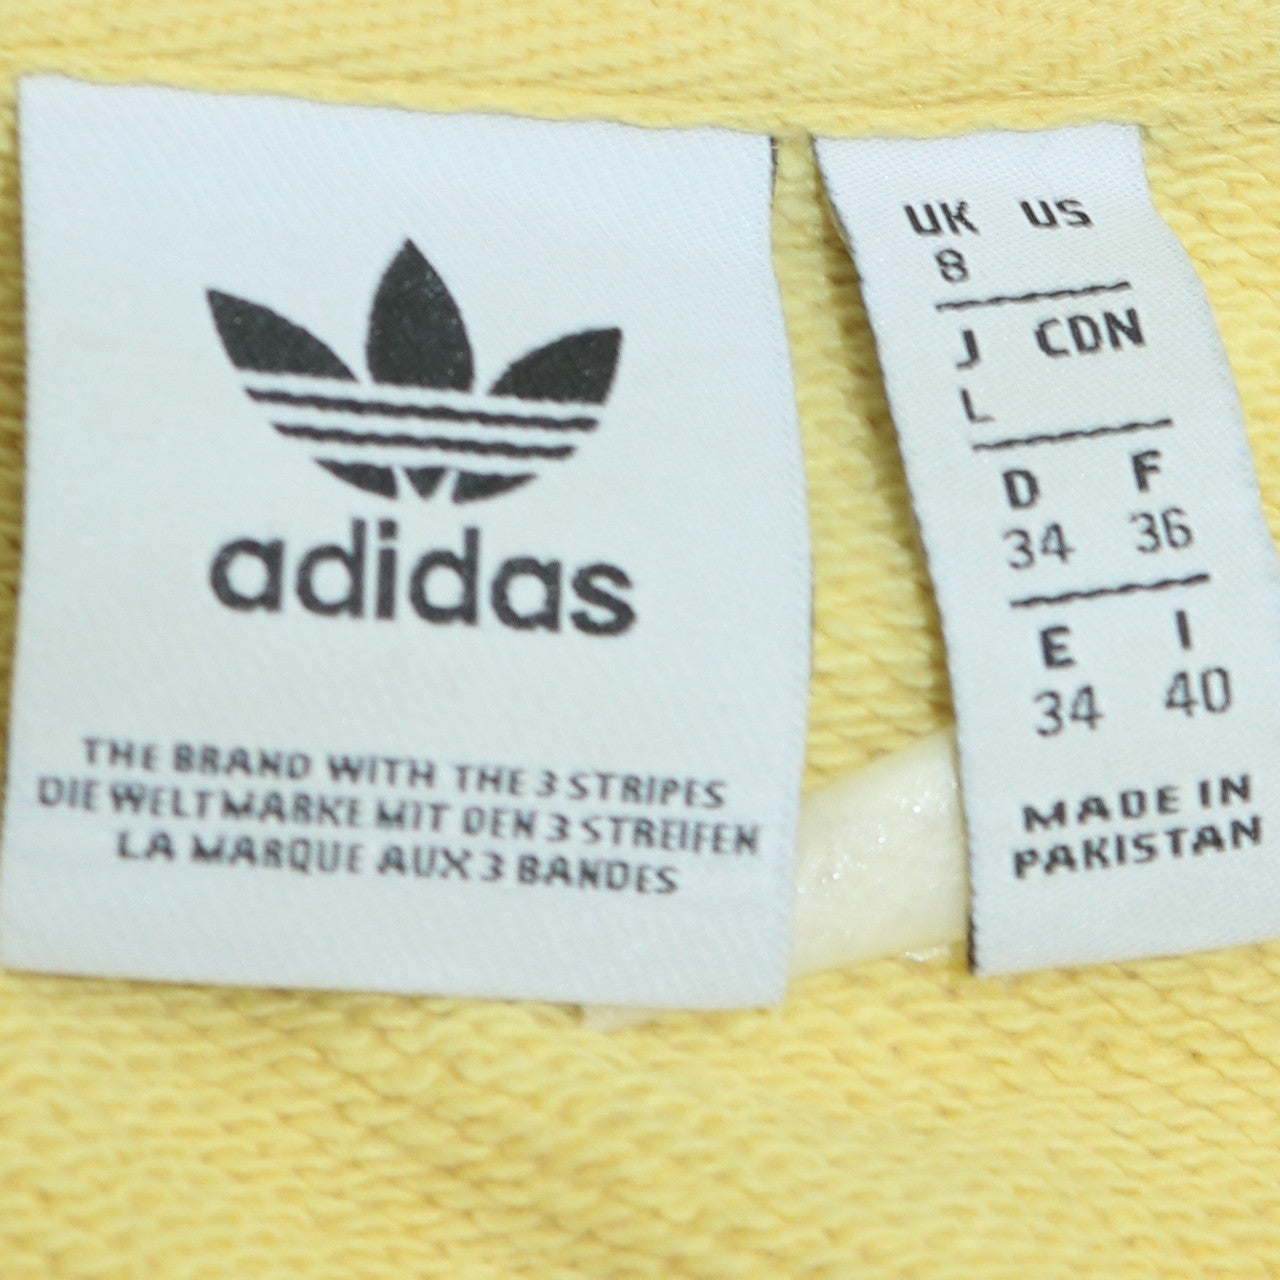 adidas
THE BRAND WITH THE 3 STRIPES
DIE WELTMARKE MIT DEN 3 STREIFEN
LA MARQUE AUX 3 BANDES
UK US
8
J CDN
L
D F
34 36
E I
34 40
MADE IN
PAKISTAN